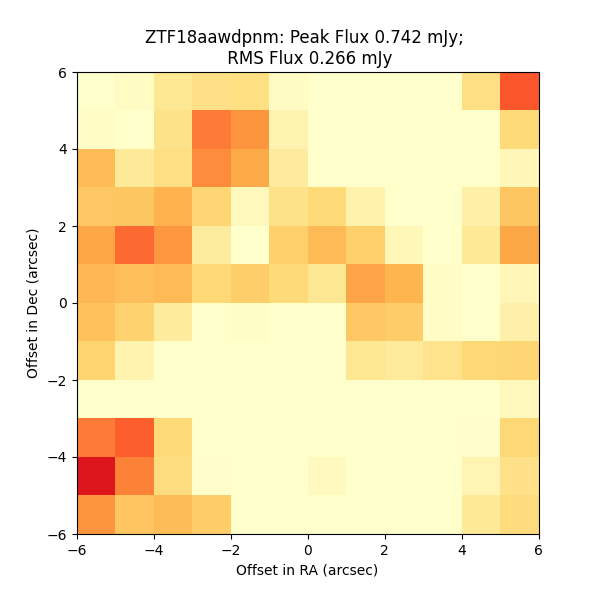 ZTF18aawdpnm: Peak Flux 0.742 mJy;
RMS Flux 0.266 mJy
6
4
2
0
−2
−4
−6
Offset in Dec (arcsec)
−6 −4 −2 0 2 4 6
Offset in RA (arcsec)